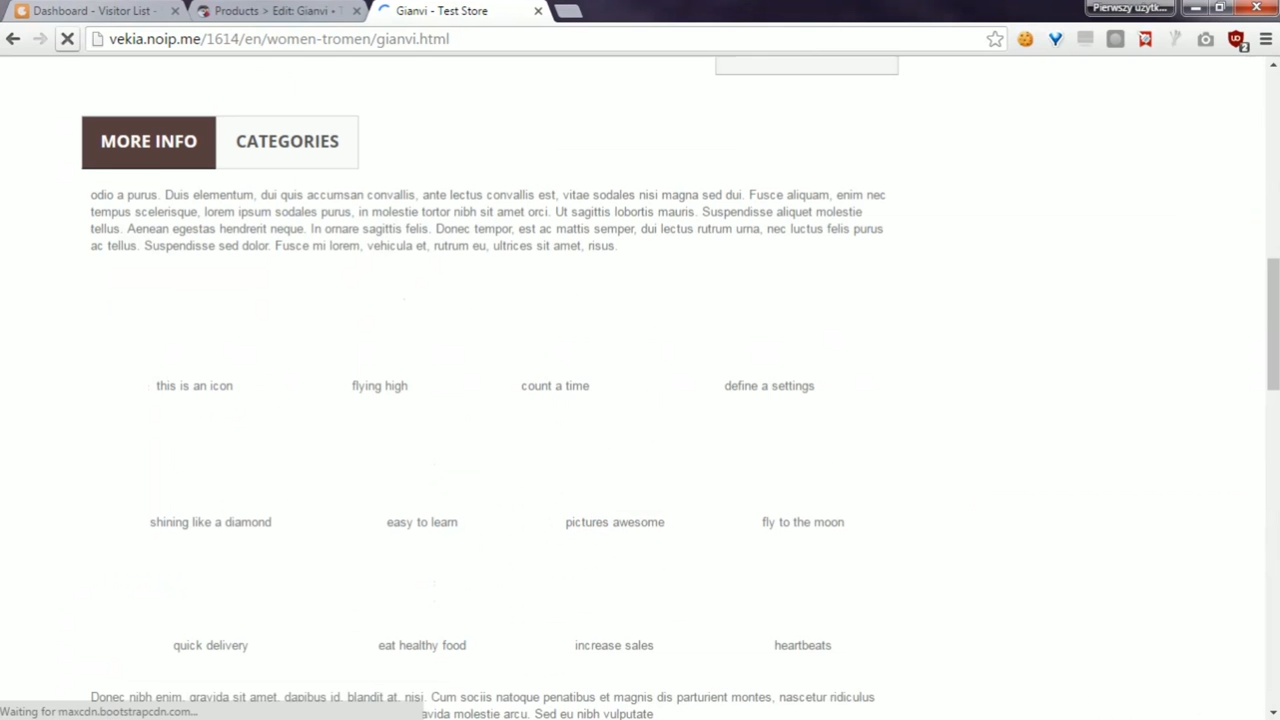 Dashboard - Visitor List -
Products > Edit: Gianvi •
Gianvi - Test Store
Pierwszy użytk...
vekia.noip.me/1614/en/women-tromen/gianvi.html
2
MORE INFO
CATEGORIES
odio a purus. Duis elementum, dui quis accumsan convallis, ante lectus convallis est, vitae sodales nisi magna sed dui. Fusce aliquam, enim nec
tempus scelerisque, lorem ipsum sodales purus, in molestie tortor nibh sit amet orci. Ut sagittis lobortis mauris. Suspendisse aliquet molestie
tellus. Aenean egestas hendrerit neque. In ornare sagittis felis. Donec tempor, est ac mattis semper, dui lectus rutrum urna, nec luctus felis purus
ac tellus. Suspendisse sed dolor. Fusce mi lorem, vehicula et, rutrum eu, ultrices sit amet, risus.
this is an icon
flying high
count a time
define a settings
shining like a diamond
easy to learn
pictures awesome
fly to the moon
quick delivery
eat healthy food
increase sales
heartbeats
Donec nibh enim, gravida sit amet, dapibus id, blandit at, nisi. Cum sociis natoque penatibus et magnis dis parturient montes, nascetur ridiculus
molestie arcu. Sed eu nibh vulputate
Waiting for maxcdn.bootstrapcdn.com...